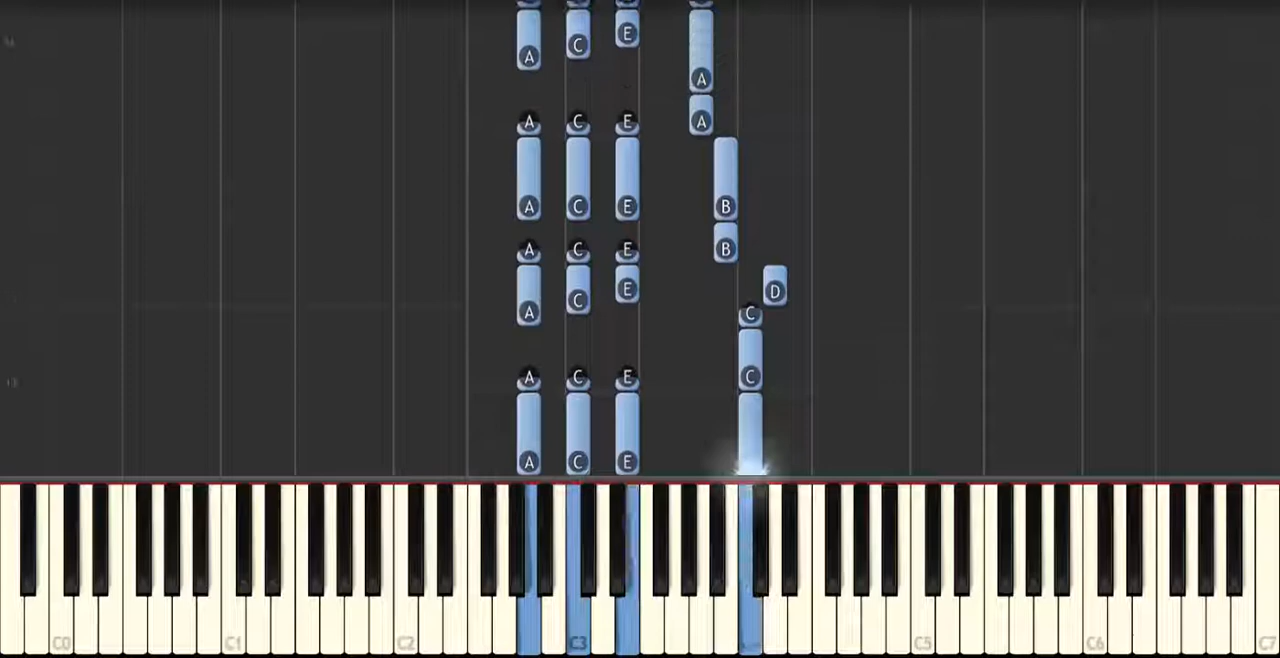 A C E A
A C E A
A C E B
A C E B
E D
A C C
A C E C
A C E
C0 C1 C2 C3 C5 C6 C7